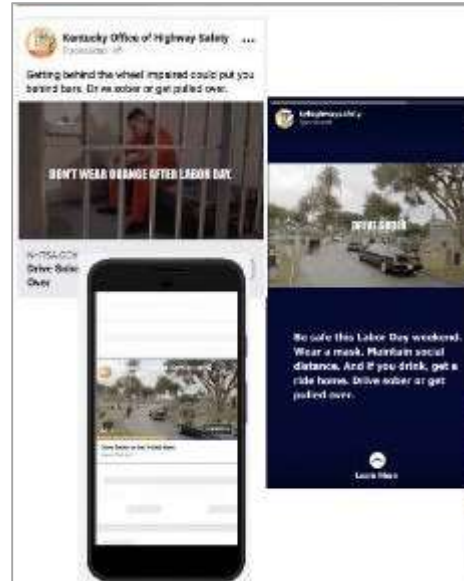 Kentucky Office of Highway Safety ...
Getting behind the wheel impaired could put you
behind bars. Drive sober or get pulled over.
DON'T WEAR ORANGE AFTER LABOR DAY.
NHTSA.GOV
Drive Sober
Over
DRIVE SOBER
Be safe this Labor Day weekend.
Wear a mask. Maintain social
distance. And if you drink, get a
ride home. Drive sober or get
pulled over.
Learn More